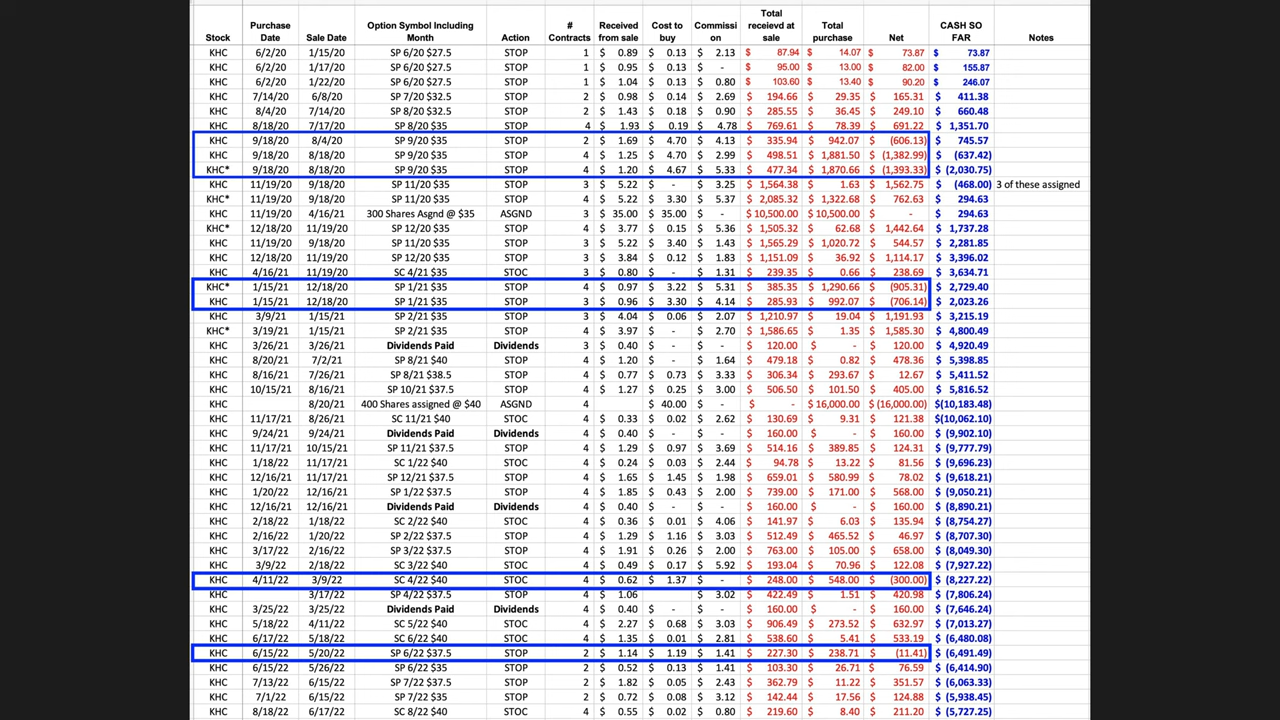 Stock Purchase Date Sale Date Option Symbol Including Month Action # Contracts Received from sale Cost to buy Commission Total receievd at sale Total purchase Net CASH SO FAR Notes
KHC 6/2/20 1/15/20 SP 6/20 $27.5 STOP 1 $ 0.89 $ 0.13 $ 2.13 $ 87.94 $ 14.07 $ 73.87 $ 73.87
KHC 6/2/20 1/17/20 SP 6/20 $27.5 STOP 1 $ 0.95 $ 0.13 $ - $ 95.00 $ 13.00 $ 82.00 $ 155.87
KHC 6/2/20 1/22/20 SP 6/20 $27.5 STOP 1 $ 1.04 $ 0.13 $ 0.80 $ 103.60 $ 13.40 $ 90.20 $ 246.07
KHC 7/14/20 6/8/20 SP 7/20 $32.5 STOP 2 $ 0.98 $ 0.14 $ 2.69 $ 194.66 $ 29.35 $ 165.31 $ 411.38
KHC 8/4/20 7/14/20 SP 8/20 $32.5 STOP 2 $ 1.43 $ 0.18 $ 0.90 $ 285.55 $ 36.45 $ 249.10 $ 660.48
KHC 8/18/20 7/17/20 SP 8/20 $35 STOP 4 $ 1.93 $ 0.19 $ 4.78 $ 769.61 $ 78.39 $ 691.22 $ 1,351.70
KHC 9/18/20 8/4/20 SP 9/20 $35 STOP 2 $ 1.69 $ 4.70 $ 4.13 $ 335.94 $ 942.07 $ (606.13) $ 745.57
KHC 9/18/20 8/18/20 SP 9/20 $35 STOP 4 $ 1.25 $ 4.70 $ 2.99 $ 498.51 $ 1,881.50 $ (1,382.99) $ (637.42)
KHC* 9/18/20 8/18/20 SP 9/20 $35 STOP 4 $ 1.20 $ 4.67 $ 5.33 $ 477.34 $ 1,870.66 $ (1,393.33) $ (2,030.75)
KHC 11/19/20 9/18/20 SP 11/20 $35 STOP 3 $ 5.22 $ - $ 3.25 $ 1,564.38 $ 1.63 $ 1,562.75 $ (468.00) 3 of these assigned
KHC* 11/19/20 9/18/20 SP 11/20 $35 STOP 4 $ 5.22 $ 3.30 $ 5.37 $ 2,085.32 $ 1,322.68 $ 762.63 $ 294.63
KHC 11/19/20 4/16/21 300 Shares Asgnd @ $35 ASGND 3 $ 35.00 $ 35.00 $ - $ 10,500.00 $ 10,500.00 $ - $ 294.63
KHC* 12/18/20 11/19/20 SP 12/20 $35 STOP 4 $ 3.77 $ 0.15 $ 5.36 $ 1,505.32 $ 62.68 $ 1,442.64 $ 1,737.28
KHC 11/19/20 9/18/20 SP 11/20 $35 STOP 3 $ 5.22 $ 3.40 $ 1.43 $ 1,565.29 $ 1,020.72 $ 544.57 $ 2,281.85
KHC 12/18/20 11/19/20 SP 12/20 $35 STOP 3 $ 3.84 $ 0.12 $ 1.83 $ 1,151.09 $ 36.92 $ 1,114.17 $ 3,396.02
KHC 4/16/21 11/19/20 SC 4/21 $35 STOC 3 $ 0.80 $ - $ 1.31 $ 239.35 $ 0.66 $ 238.69 $ 3,634.71
KHC* 1/15/21 12/18/20 SP 1/21 $35 STOP 4 $ 0.97 $ 3.22 $ 5.31 $ 385.35 $ 1,290.66 $ (905.31) $ 2,729.40
KHC 1/15/21 12/18/20 SP 1/21 $35 STOP 3 $ 0.96 $ 3.30 $ 4.14 $ 285.93 $ 992.07 $ (706.14) $ 2,023.26
KHC 3/9/21 1/15/21 SP 2/21 $35 STOP 3 $ 4.04 $ 0.06 $ 2.07 $ 1,210.97 $ 19.04 $ 1,191.93 $ 3,215.19
KHC* 3/19/21 1/15/21 SP 2/21 $35 STOP 4 $ 3.97 $ - $ 2.70 $ 1,586.65 $ 1.35 $ 1,585.30 $ 4,800.49
KHC 3/26/21 3/26/21 Dividends Paid Dividends 3 $ 0.40 $ - $ - $ 120.00 $ - $ 120.00 $ 4,920.49
KHC 8/20/21 7/2/21 SP 8/21 $40 STOP 4 $ 1.20 $ - $ 1.64 $ 479.18 $ 0.82 $ 478.36 $ 5,398.85
KHC 8/16/21 7/26/21 SP 8/21 $38.5 STOP 4 $ 0.77 $ 0.73 $ 3.33 $ 306.34 $ 293.67 $ 12.67 $ 5,411.52
KHC 10/15/21 8/16/21 SP 10/21 $37.5 STOP 4 $ 1.27 $ 0.25 $ 3.00 $ 506.50 $ 101.50 $ 405.00 $ 5,816.52
KHC 8/20/21 400 Shares assigned @ $40 ASGND 4 $ 40.00 $ - $ - $ 16,000.00 $ (16,000.00) $(10,183.48)
KHC 11/17/21 8/26/21 SC 11/21 $40 STOC 4 $ 0.33 $ 0.02 $ 2.62 $ 130.69 $ 9.31 $ 121.38 $(10,062.10)
KHC 9/24/21 9/24/21 Dividends Paid Dividends 4 $ 0.40 $ - $ - $ 160.00 $ - $ 160.00 $ (9,902.10)
KHC 11/17/21 10/15/21 SP 11/21 $37.5 STOP 4 $ 1.29 $ 0.97 $ 3.69 $ 514.16 $ 389.85 $ 124.31 $ (9,777.79)
KHC 1/18/22 11/17/21 SC 1/22 $40 STOC 4 $ 0.24 $ 0.03 $ 2.44 $ 94.78 $ 13.22 $ 81.56 $ (9,696.23)
KHC 12/16/21 11/17/21 SP 12/21 $37.5 STOP 4 $ 1.65 $ 1.45 $ 1.98 $ 659.01 $ 580.99 $ 78.02 $ (9,618.21)
KHC 1/20/22 12/16/21 SP 1/22 $37.5 STOP 4 $ 1.85 $ 0.43 $ 2.00 $ 739.00 $ 171.00 $ 568.00 $ (9,050.21)
KHC 12/16/21 12/16/21 Dividends Paid Dividends 4 $ 0.40 $ - $ - $ 160.00 $ - $ 160.00 $ (8,890.21)
KHC 2/18/22 1/18/22 SC 2/22 $40 STOC 4 $ 0.36 $ 0.01 $ 4.06 $ 141.97 $ 6.03 $ 135.94 $ (8,754.27)
KHC 2/16/22 1/20/22 SP 2/22 $37.5 STOP 4 $ 1.29 $ 1.16 $ 3.03 $ 512.49 $ 465.52 $ 46.97 $ (8,707.30)
KHC 3/17/22 2/16/22 SP 3/22 $37.5 STOP 4 $ 1.91 $ 0.26 $ 2.00 $ 763.00 $ 105.00 $ 658.00 $ (8,049.30)
KHC 3/9/22 2/18/22 SC 3/22 $40 STOC 4 $ 0.49 $ 0.17 $ 5.92 $ 193.04 $ 70.96 $ 122.08 $ (7,927.22)
KHC 4/11/22 3/9/22 SC 4/22 $40 STOC 4 $ 0.62 $ 1.37 $ - $ 248.00 $ 548.00 $ (300.00) $ (8,227.22)
KHC 3/17/22 SP 4/22 $37.5 STOP 4 $ 1.06 $ 3.02 $ 422.49 $ 1.51 $ 420.98 $ (7,806.24)
KHC 3/25/22 3/25/22 Dividends Paid Dividends 4 $ 0.40 $ - $ - $ 160.00 $ - $ 160.00 $ (7,646.24)
KHC 5/18/22 4/11/22 SC 5/22 $40 STOC 4 $ 2.27 $ 0.68 $ 3.03 $ 906.49 $ 273.52 $ 632.97 $ (7,013.27)
KHC 6/17/22 5/18/22 SC 6/22 $40 STOC 4 $ 1.35 $ 0.01 $ 2.81 $ 538.60 $ 5.41 $ 533.19 $ (6,480.08)
KHC 6/15/22 5/20/22 SP 6/22 $37.5 STOP 2 $ 1.14 $ 1.19 $ 1.41 $ 227.30 $ 238.71 $ (11.41) $ (6,491.49)
KHC 6/15/22 5/26/22 SP 6/22 $35 STOP 2 $ 0.52 $ 0.13 $ 1.41 $ 103.30 $ 26.71 $ 76.59 $ (6,414.90)
KHC 7/13/22 6/15/22 SP 7/22 $37.5 STOP 2 $ 1.82 $ 0.05 $ 2.43 $ 362.79 $ 11.22 $ 351.57 $ (6,063.33)
KHC 7/1/22 6/15/22 SP 7/22 $35 STOP 2 $ 0.72 $ 0.08 $ 3.12 $ 142.44 $ 17.56 $ 124.88 $ (5,938.45)
KHC 8/18/22 6/17/22 SC 8/22 $40 STOC 4 $ 0.55 $ 0.02 $ 0.80 $ 219.60 $ 8.40 $ 211.20 $ (5,727.25)